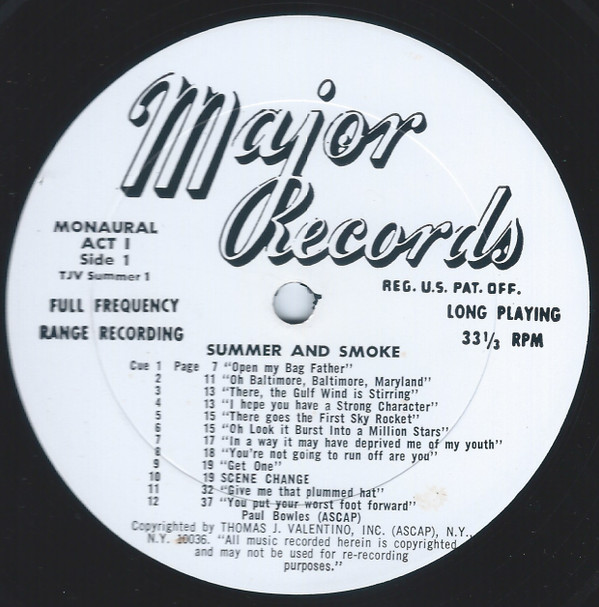 Major
Records
REG. U.S. PAT. OFF.
MONAURAL
ACT I
Side 1
TJV Summer 1
FULL FREQUENCY
RANGE RECORDING
LONG PLAYING
33 1/3 RPM
SUMMER AND SMOKE
Cue 1 Page 7 "Open my Bag Father"
2 11 "Oh Baltimore, Baltimore, Maryland"
3 13 "There, the Gulf Wind is Stirring"
4 13 "I hope you have a Strong Character"
5 15 "There goes the First Sky Rocket"
6 15 "Oh Look it Burst Into a Million Stars"
7 17 "In a way it may have deprived me of my youth"
8 18 "You're not going to run off are you"
9 19 "Get One"
10 19 SCENE CHANGE
11 32 "Give me that plummed hat"
12 37 "You put your worst foot forward"
Paul Bowles (ASCAP)
Copyrighted by THOMAS J. VALENTINO, INC. (ASCAP), N.Y.,
N.Y. 10036. "All music recorded herein is copyrighted
and may not be used for re-recording
purposes."